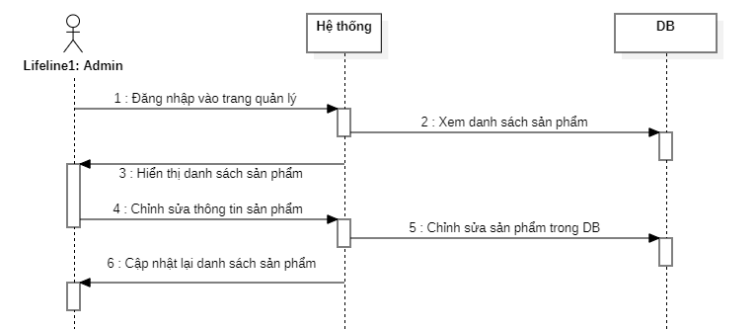 Hệ thống
DB
Lifeline1: Admin
1 : Đăng nhập vào trang quản lý
2 : Xem danh sách sản phẩm
3 : Hiển thị danh sách sản phẩm
4 : Chỉnh sửa thông tin sản phẩm
5 : Chỉnh sửa sản phẩm trong DB
6 : Cập nhật lại danh sách sản phẩm